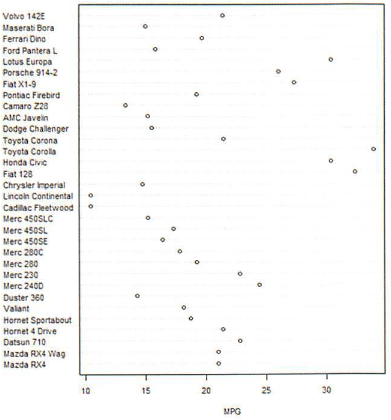 Volvo 142E
Maserati Bora
Ferrari Dino
Ford Pantera L
Lotus Europa
Porsche 914-2
Fiat X1-9
Pontiac Firebird
Camaro Z28
AMC Javelin
Dodge Challenger
Toyota Corona
Toyota Corolla
Honda Civic
Fiat 128
Chrysler Imperial
Lincoln Continental
Cadillac Fleetwood
Merc 450SLC
Merc 450SL
Merc 450SE
Merc 280C
Merc 280
Merc 230
Merc 240D
Duster 360
Valiant
Hornet Sportabout
Hornet 4 Drive
Datsun 710
Mazda RX4 Wag
Mazda RX4
10 15 20 25 30
MPG